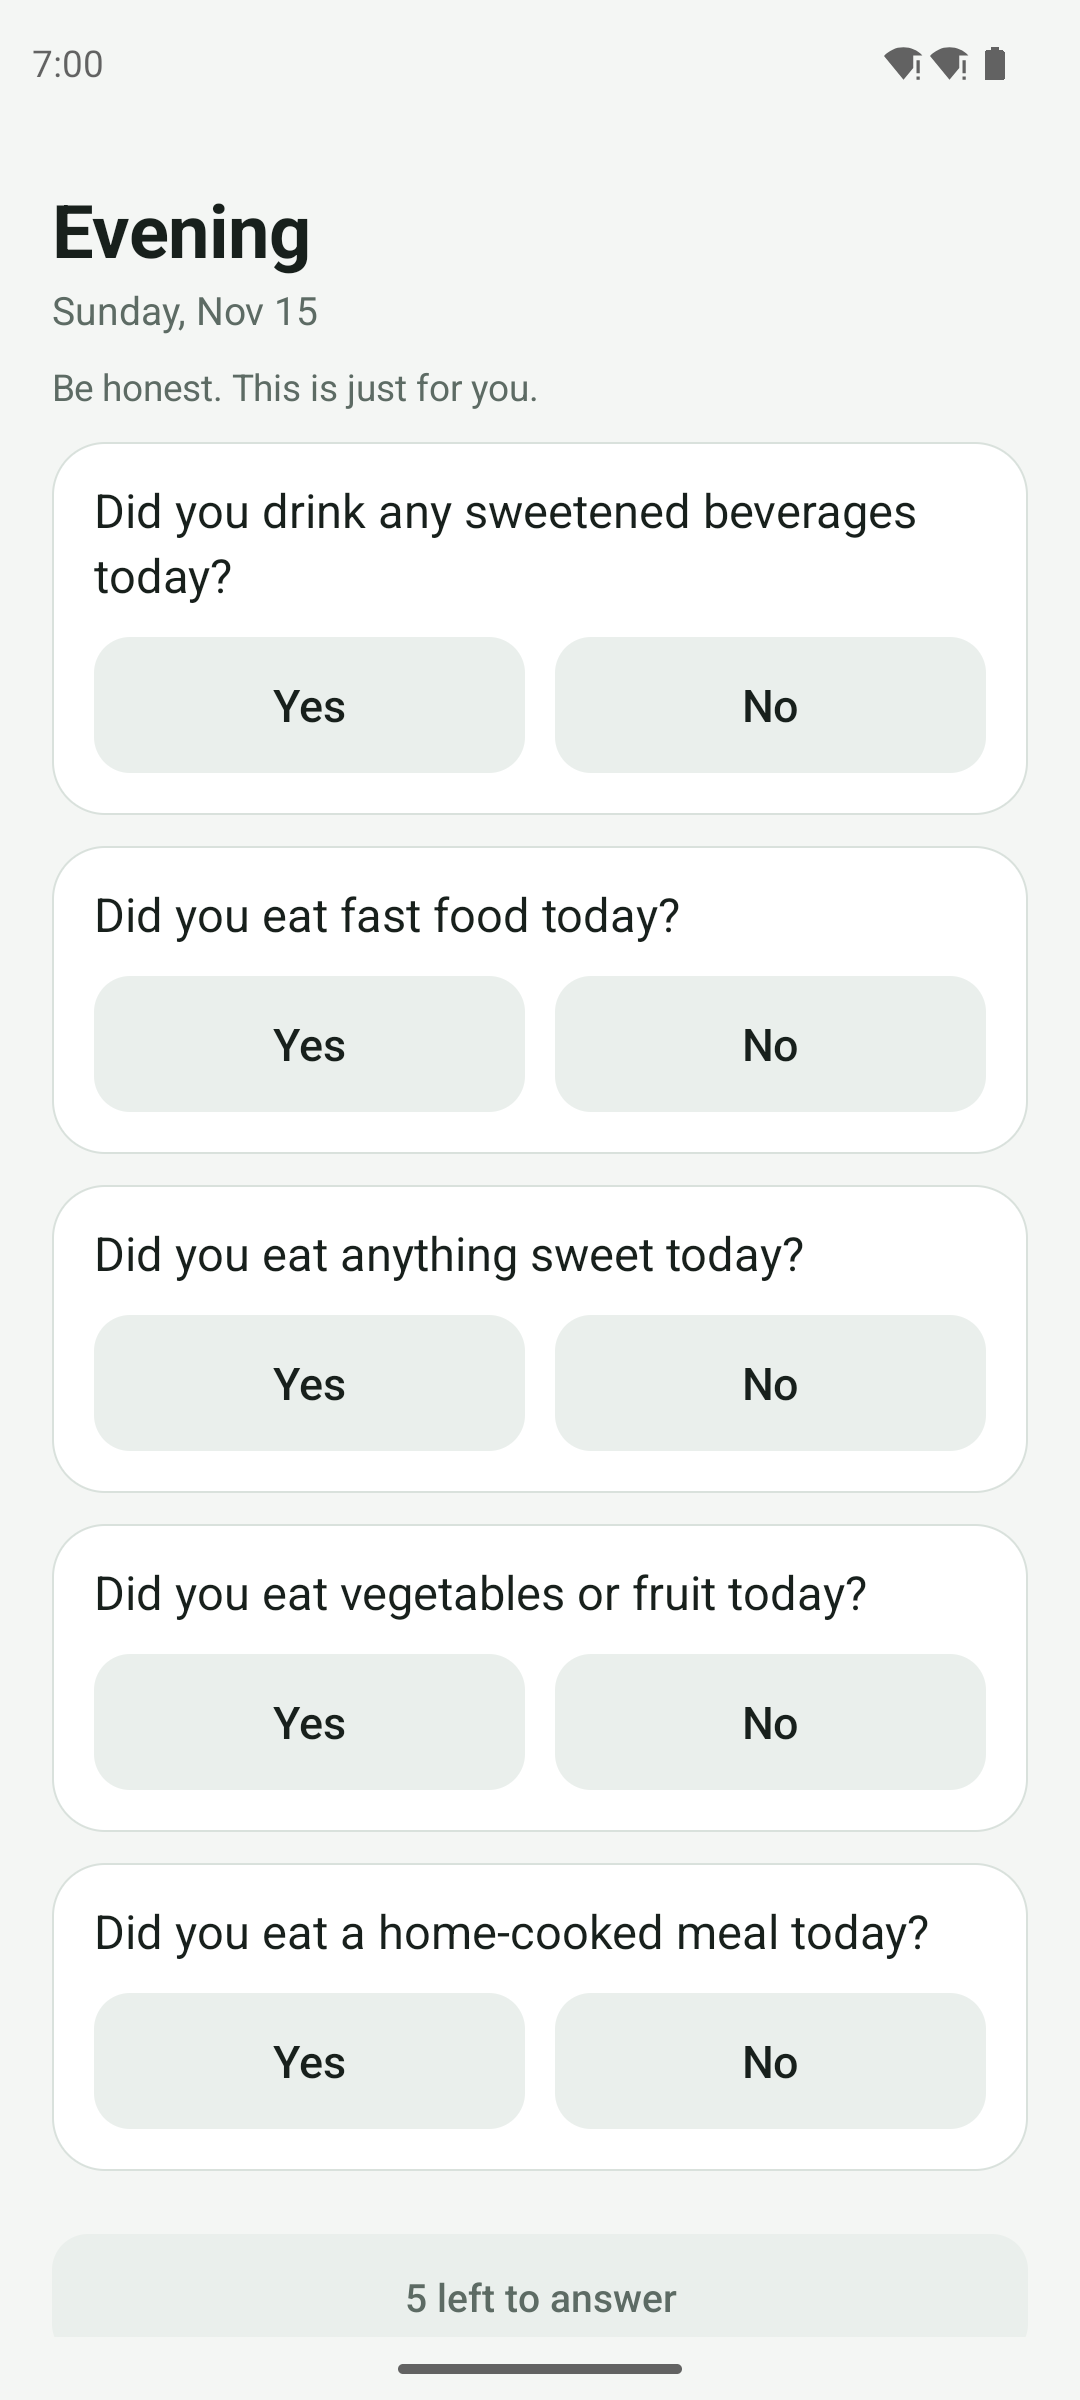 7:00
Evening
Sunday, Nov 15
Be honest. This is just for you.
Did you drink any sweetened beverages
today?
Yes
No
Did you eat fast food today?
Yes
No
Did you eat anything sweet today?
Yes
No
Did you eat vegetables or fruit today?
Yes
No
Did you eat a home-cooked meal today?
Yes
No
5 left to answer